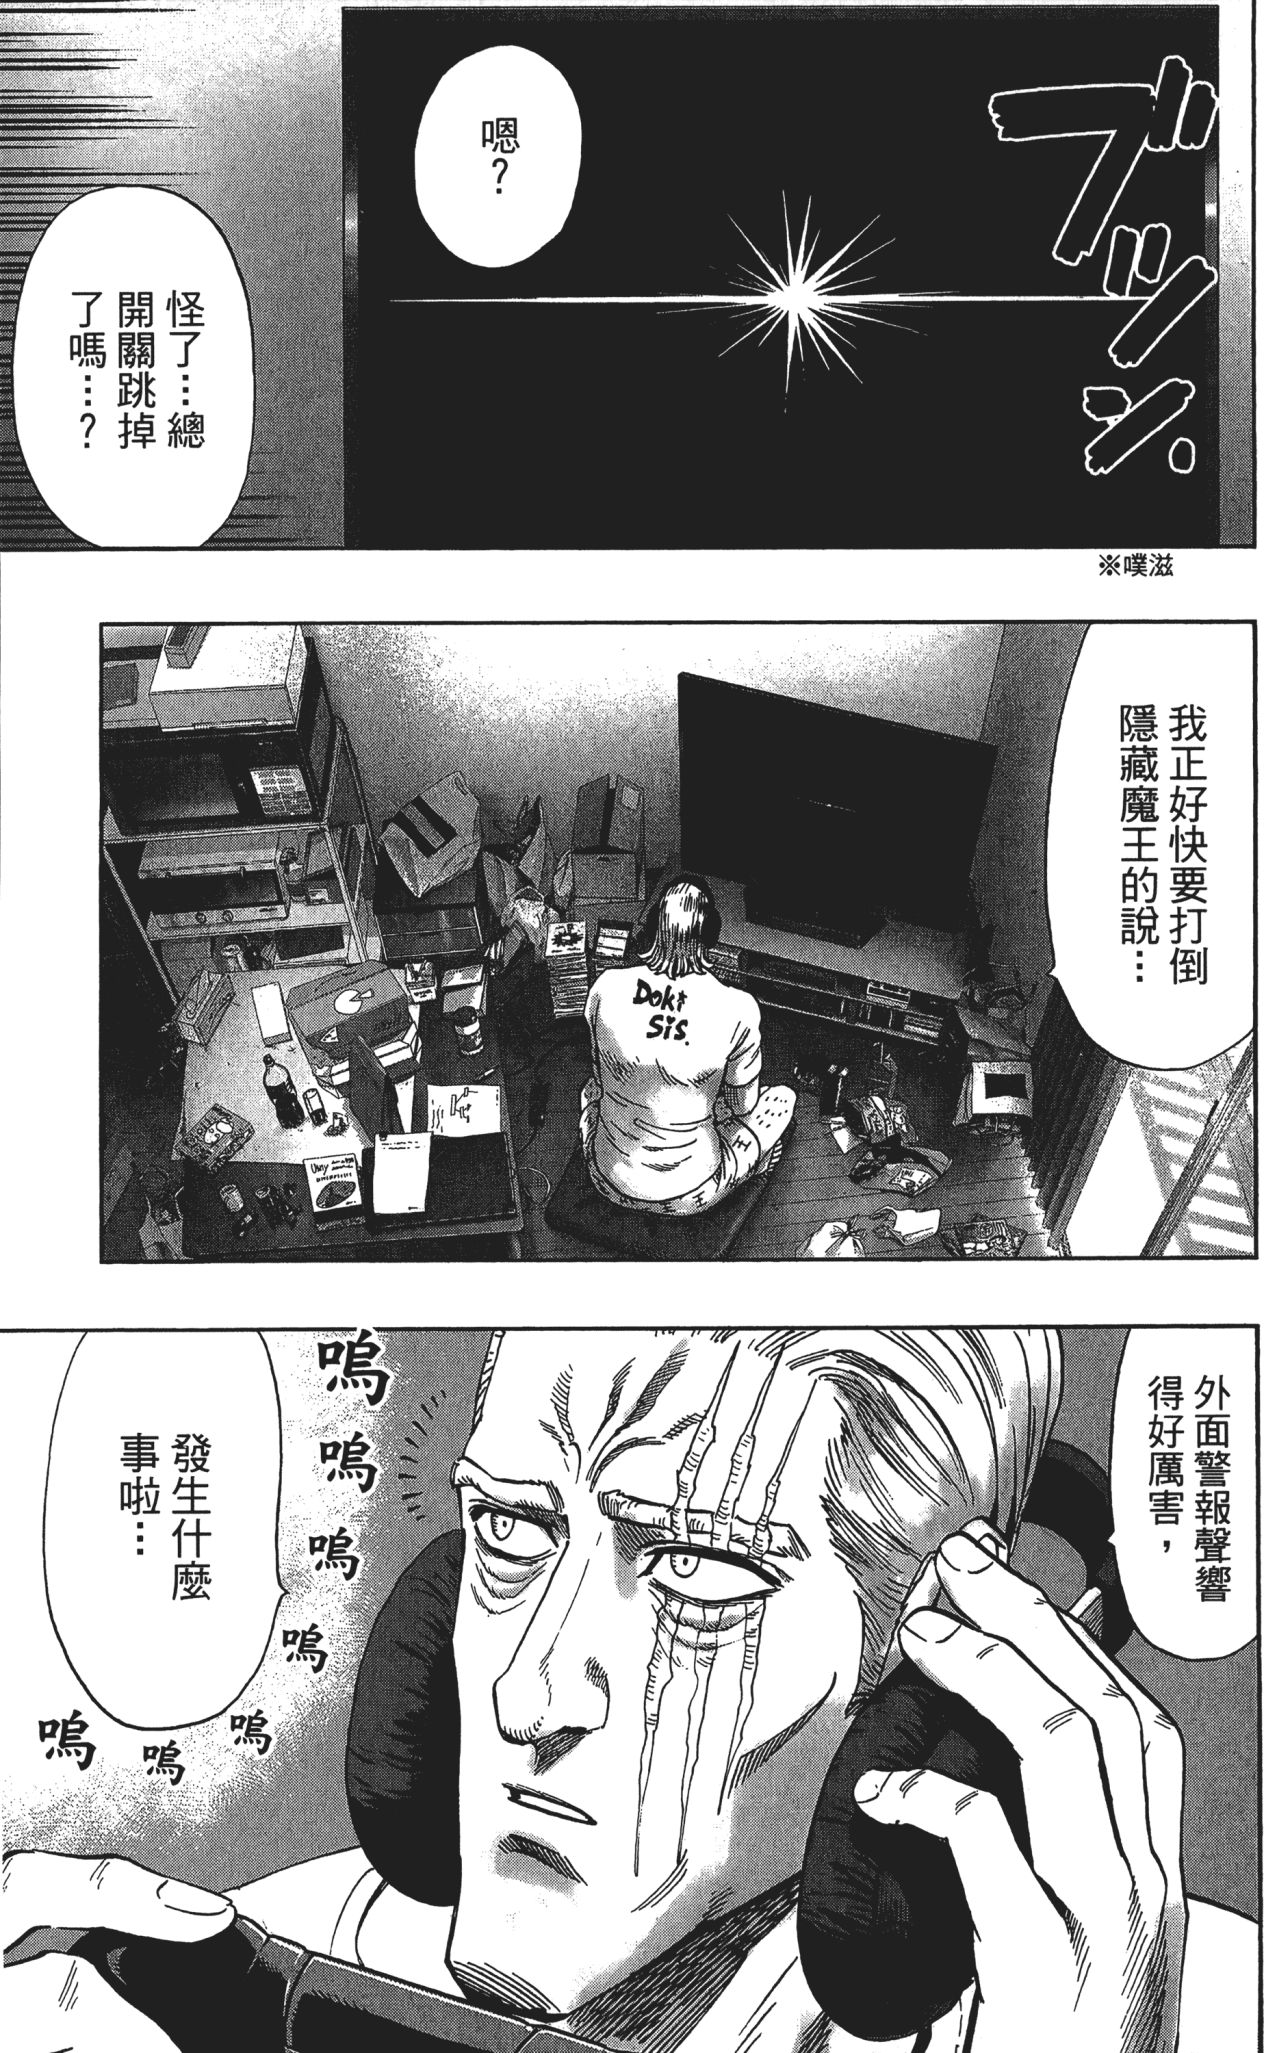 ブツン
嗯？
怪了…總
開關跳掉
了嗎…？
※噗滋
我正好快要打倒
隱藏魔王的說…
Doki
Sis.
Unity
外面警報聲響
得好厲害，
發生什麼
事啦…
嗚
嗚
嗚
嗚
嗚
嗚
嗚